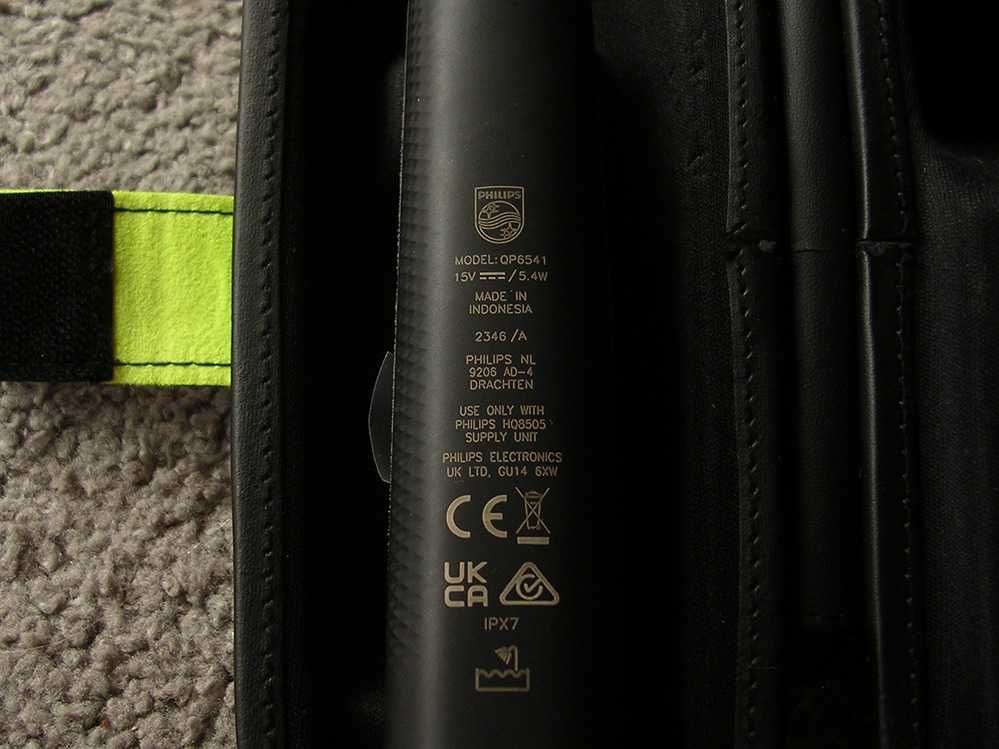 PHILIPS
MODEL: QP6541
15V ⎓ / 5.4W
MADE IN
INDONESIA
2346 /A
PHILIPS NL
9206 AD-4
DRACHTEN
USE ONLY WITH
PHILIPS HQ8505
SUPPLY UNIT
PHILIPS ELECTRONICS
UK LTD, GU14 6XW
CE
UK
CA
IPX7